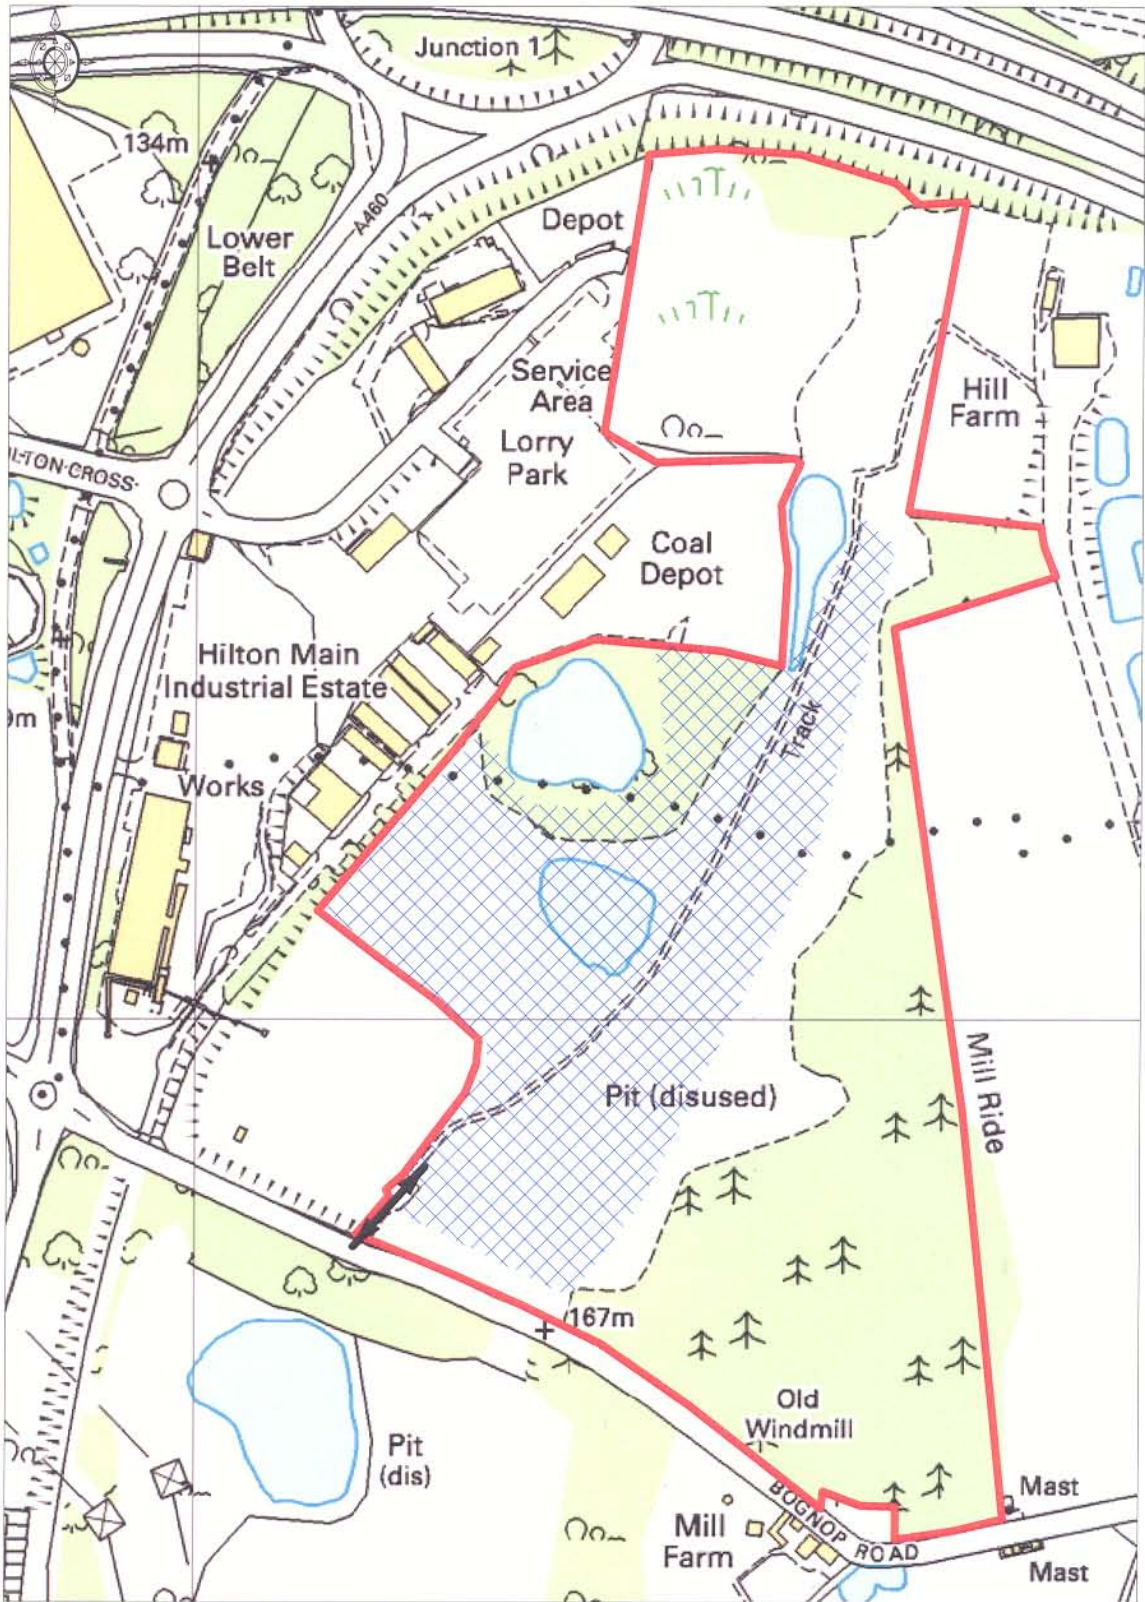 Junction 1
134m
A460
Depot
Lower
Belt
Service
Area
Hill
Farm
Lorry
Park
ILTON CROSS
Coal
Depot
Hilton Main
Industrial Estate
Track
Works
Mill Ride
Pit (disused)
167m
Old
Windmill
Pit
(dis)
Mast
BOGNOP
ROAD
Mill
Farm
Mast